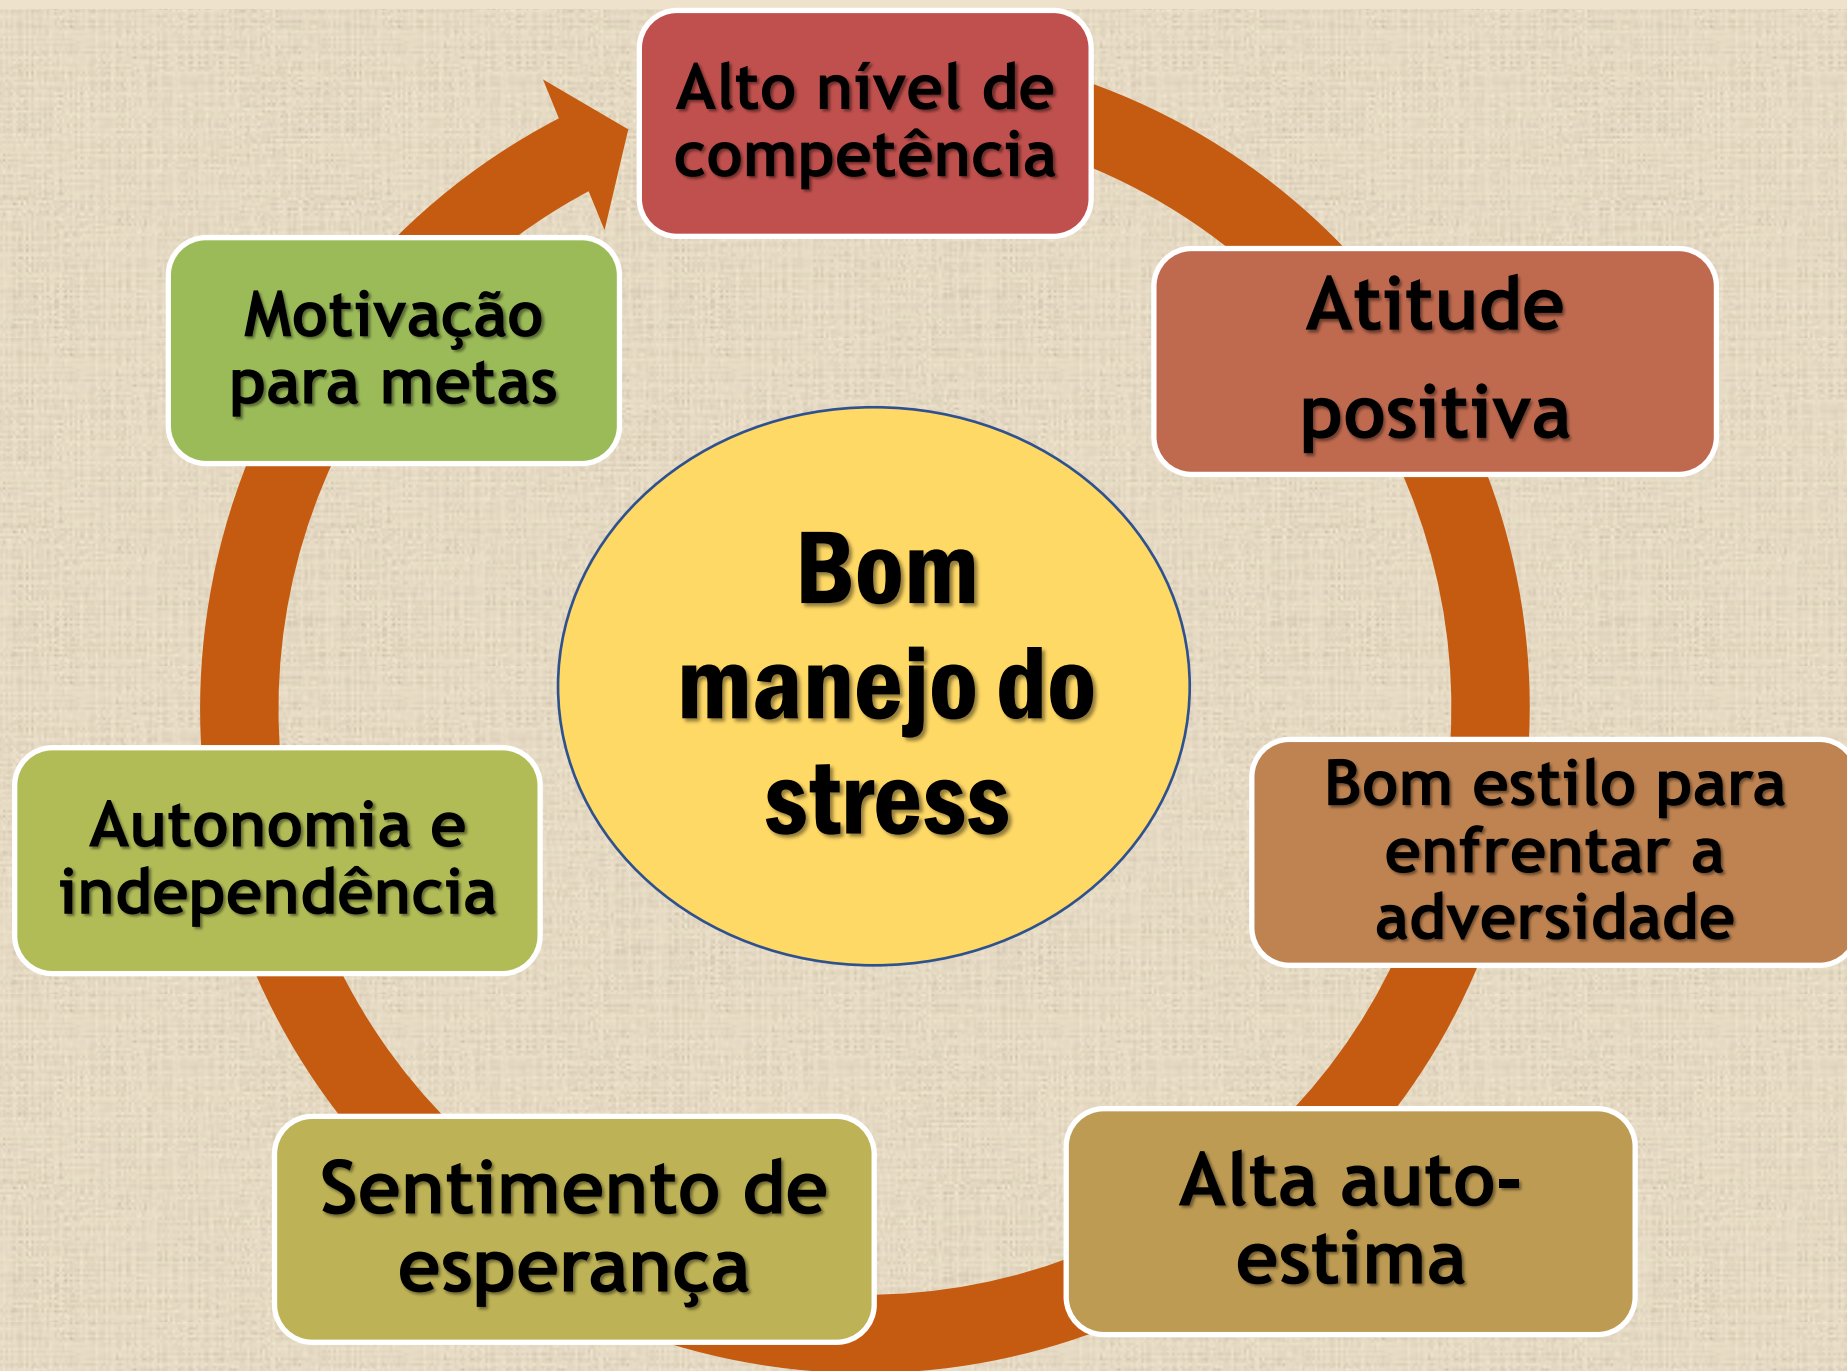 Alto nível de
competência
Atitude
positiva
Bom estilo para
enfrentar a
adversidade
Alta auto-
estima
Sentimento de
esperança
Autonomia e
independência
Motivação
para metas
Bom
manejo do
stress